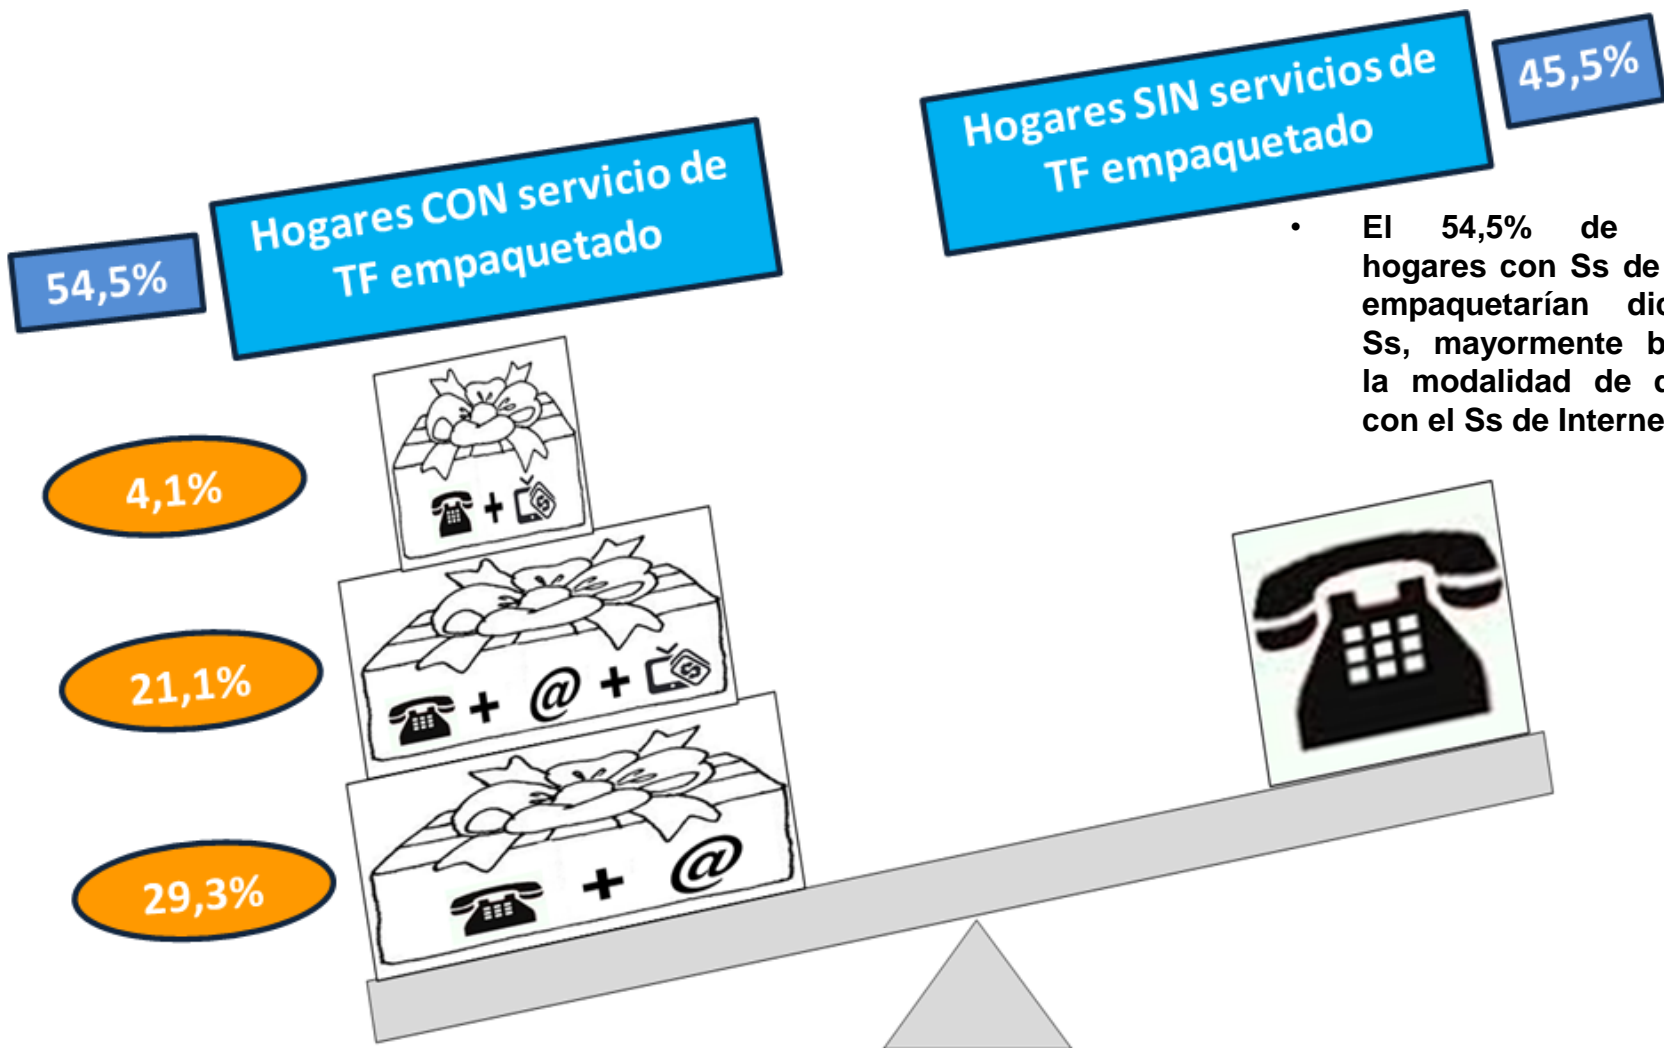 Hogares CON servicio de
TF empaquetado
54,5%
Hogares SIN servicios de
TF empaquetado
45,5%
• El 54,5% de
hogares con Ss de
empaquetarían
Ss, mayormente
la modalidad de
con el Ss de
4,1%
+
21,1%
+ @ +
29,3%
+ @